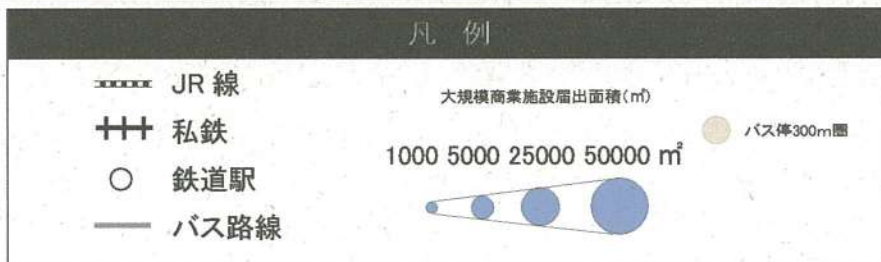 凡 例
JR 線
私鉄
鉄道駅
バス路線
大規模商業施設届出面積(㎡)
1000 5000 25000 50000 ㎡
バス停300m圏